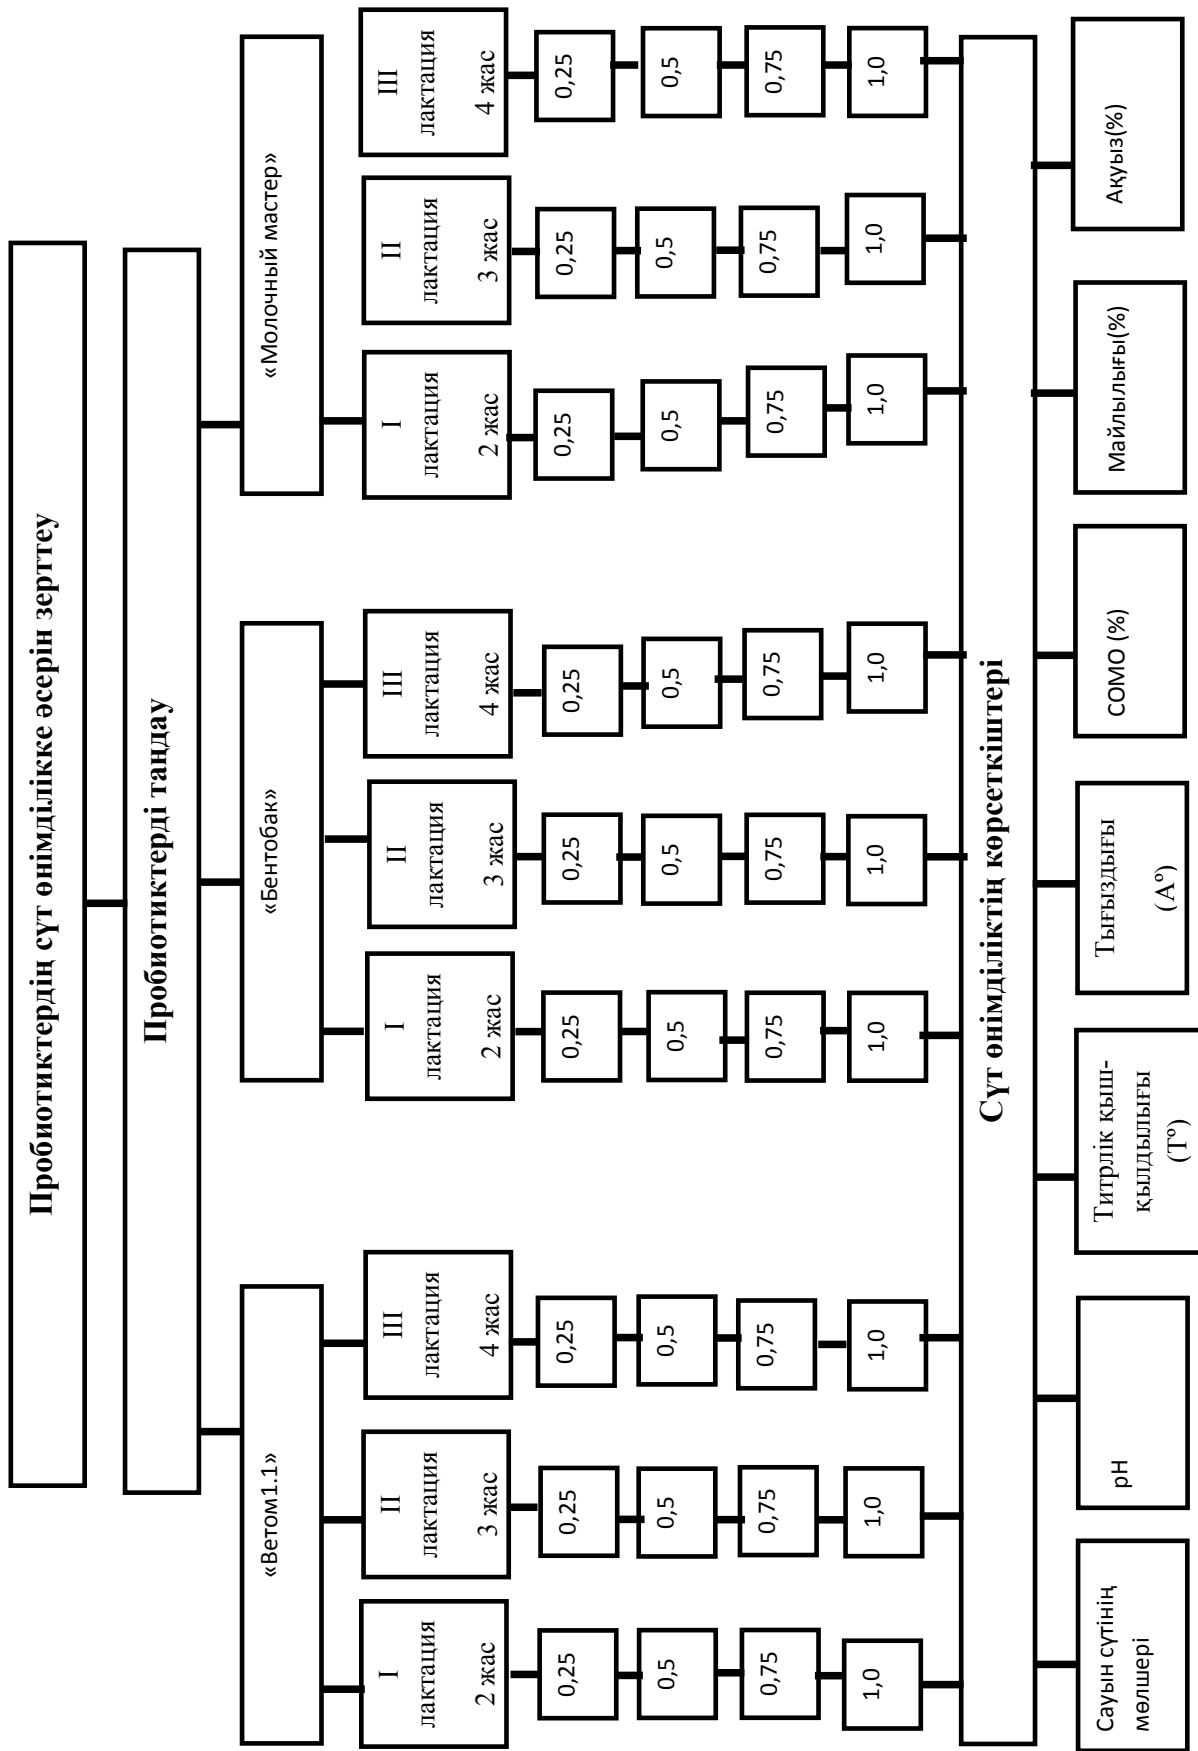 Пробиотиктердің сүт өнімділікке әсерін зерттеу
Пробиотиктерді таңдау
«Ветом1.1»
«Бентобак»
«Молочный мастер»
I
лактация
2 жас
II
лактация
3 жас
III
лактация
4 жас
I
лактация
2 жас
II
лактация
3 жас
III
лактация
4 жас
I
лактация
2 жас
II
лактация
3 жас
III
лактация
4 жас
0,25
0,25
0,25
0,25
0,25
0,25
0,25
0,25
0,25
0,5
0,5
0,5
0,5
0,5
0,5
0,5
0,5
0,5
0,75
0,75
0,75
0,75
0,75
0,75
0,75
0,75
0,75
1,0
1,0
1,0
1,0
1,0
1,0
1,0
1,0
1,0
Сүт өнімділіктің көрсеткіштері
Сауын сүтінің
мөлшері
рН
Титрлік қыш-
қылдылығы
(Т⁰)
Тығыздығы
(А⁰)
СОМО (%)
Майлылығы(%)
Ақуыз(%)